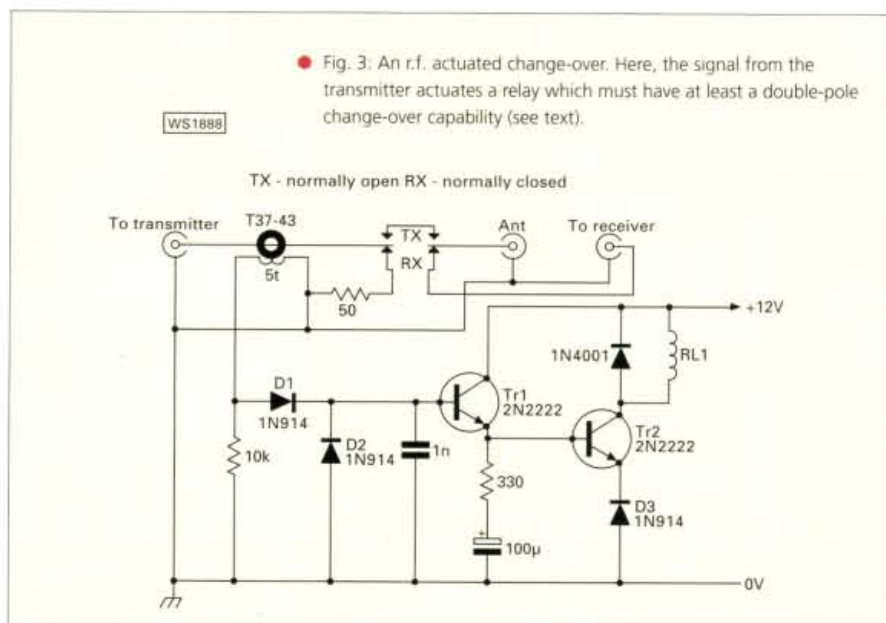 Fig. 3: An r.f. actuated change-over. Here, the signal from the
transmitter actuates a relay which must have at least a double-pole
change-over capability (see text).
WS1888
TX - normally open RX - normally closed
To transmitter
T37-43
TX
Ant
To receiver
RX
5t
50
+12V
1N4001
RL1
D1
1N914
Tr1
2N2222
Tr2
2N2222
10k
D2
1N914
1n
330
D3
1N914
+
100µ
0V